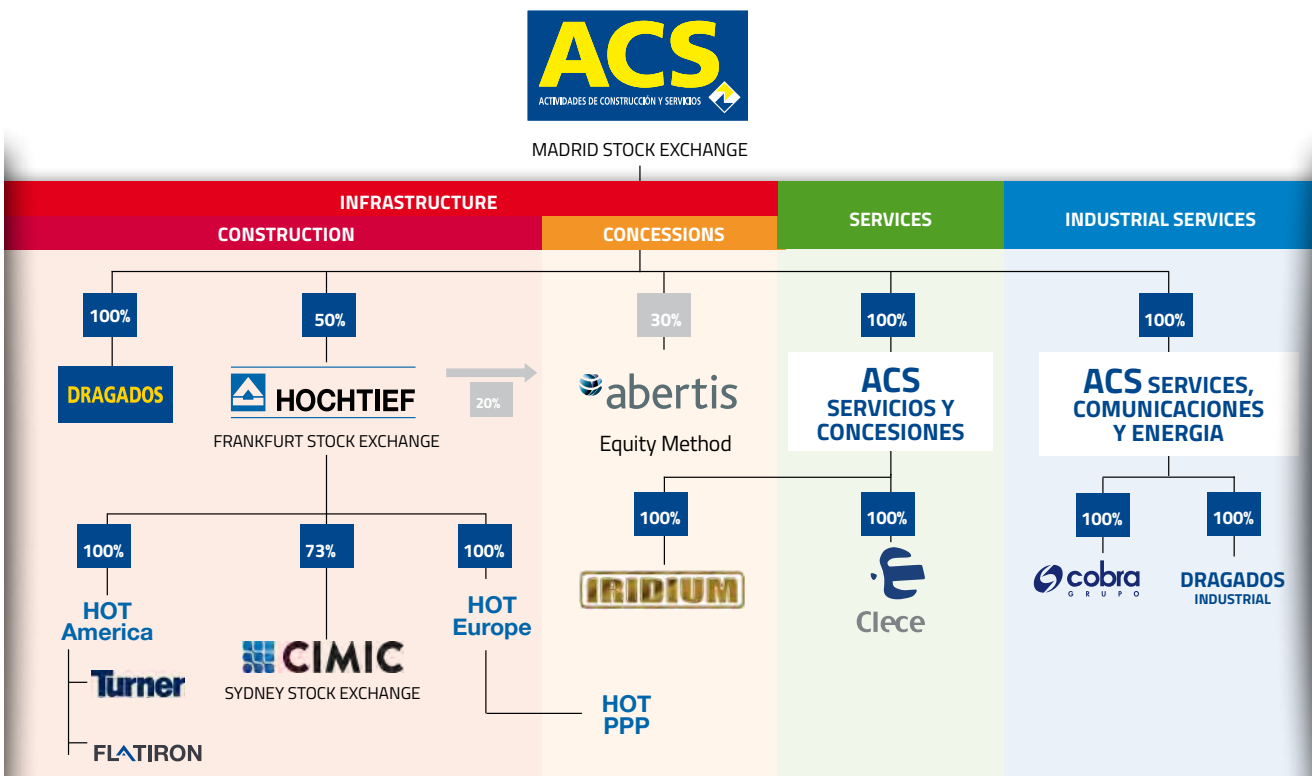 ACS
ACTIVIDADES DE CONSTRUCCIÓN Y SERVICIOS
MADRID STOCK EXCHANGE
INFRASTRUCTURE
CONSTRUCTION
CONCESSIONS
SERVICES
INDUSTRIAL SERVICES
100%
50%
30%
100%
100%
DRAGADOS
HOCHTIEF
FRANKFURT STOCK EXCHANGE
20%
abertis
Equity Method
ACS
SERVICIOS Y
CONCESIONES
ACS SERVICES,
COMUNICACIONES
Y ENERGIA
100%
73%
100%
100%
100%
100%
100%
HOT
America
Turner
FLATIRON
CIMIC
SYDNEY STOCK EXCHANGE
HOT
Europe
HOT
PPP
IRIDIUM
Clece
cobra
GRUPO
DRAGADOS
INDUSTRIAL